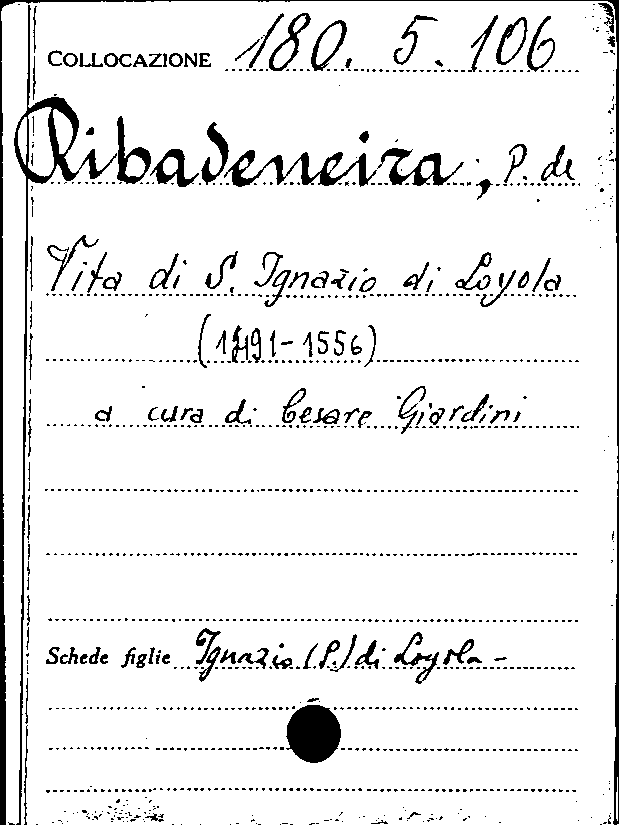 COLLOCAZIONE 180. 5. 106
Ribadeneira, P. de
Vita di S. Ignazio di Loyola
(1491-1556)
a cura di Cesare Giardini
Schede figlie Ignazio (S.) di Loyola -